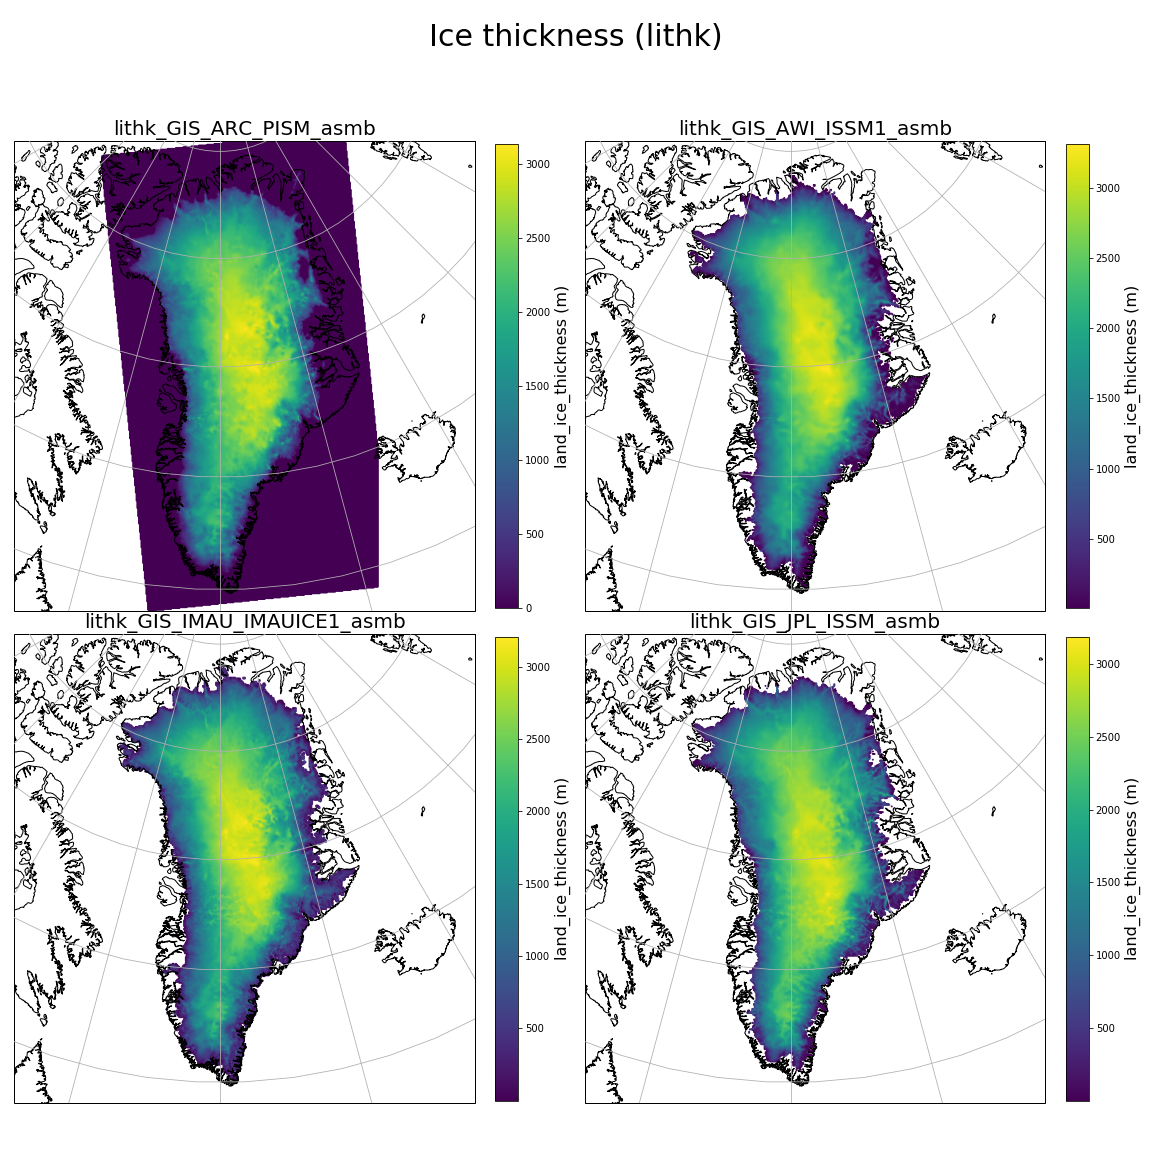 Ice thickness (lithk)
lithk_GIS_ARC_PISM_asmb
3000
2500
2000
1500
1000
500
0
land_ice_thickness (m)
lithk_GIS_AWI_ISSM1_asmb
3000
2500
2000
1500
1000
500
land_ice_thickness (m)
lithk_GIS_IMAU_IMAUICE1_asmb
3000
2500
2000
1500
1000
500
land_ice_thickness (m)
lithk_GIS_JPL_ISSM_asmb
3000
2500
2000
1500
1000
500
land_ice_thickness (m)